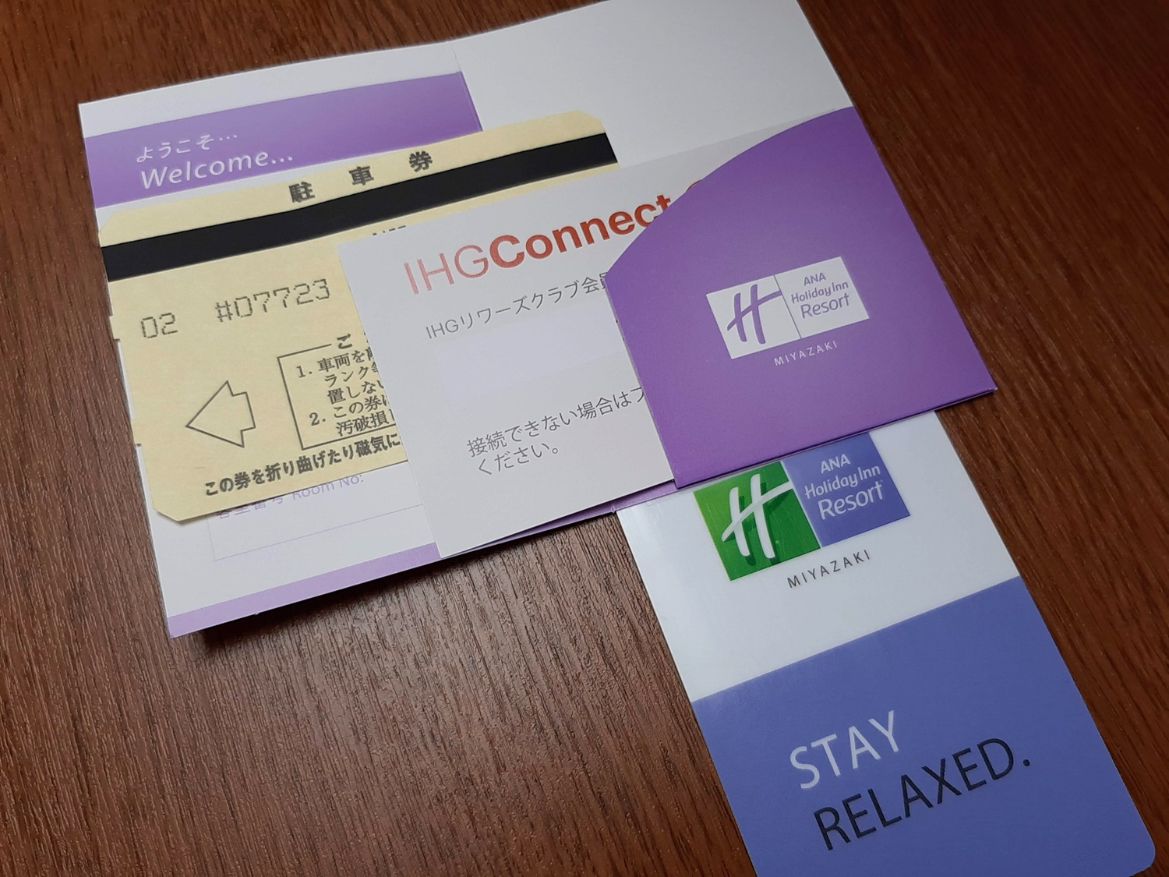 ようこそ…
Welcome…
駐車券
02 #07723
ご
1. 車両を
ランク
置しな
2. この券
汚破損
この券を折り曲げたり磁気に
Room No:
IHGConnect
IHGリワーズクラブ会員
接続できない場合はフ
ください。
H
ANA
Holiday Inn
Resort
MIYAZAKI
H
ANA
Holiday Inn
Resort
MIYAZAKI
STAY
RELAXED.